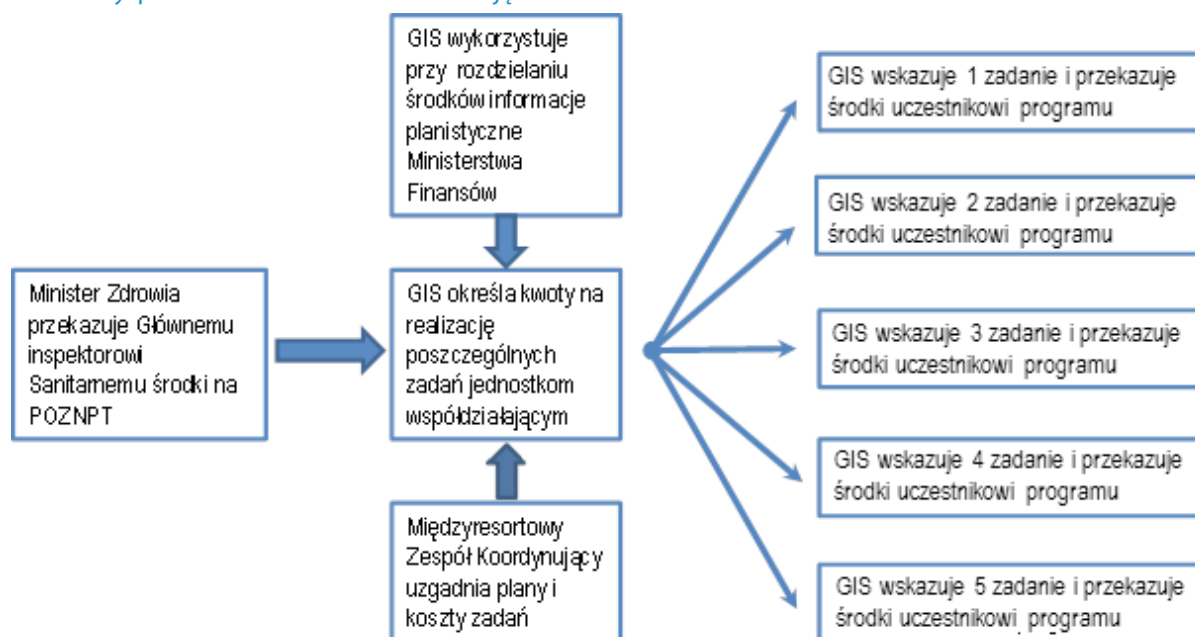 GIS wykorzystuje
przy rozdzielaniu
środków informacje
planistyczne
Ministerstwa
Finansów
Minister Zdrowia
przekazuje Głównemu
inspektorowi
Sanitarnemu środki na
POZNPT
GIS określa kwoty na
realizację
poszczególnych
zadań jednostkom
współdziałającym
Międzyresortowy
Zespół Koordynujący
uzgadnia plany i
koszty zadań
GIS wskazuje 1 zadanie i przekazuje
środki uczestnikowi programu
GIS wskazuje 2 zadanie i przekazuje
środki uczestnikowi programu
GIS wskazuje 3 zadanie i przekazuje
środki uczestnikowi programu
GIS wskazuje 4 zadanie i przekazuje
środki uczestnikowi programu
GIS wskazuje 5 zadanie i przekazuje
środki uczestnikowi programu